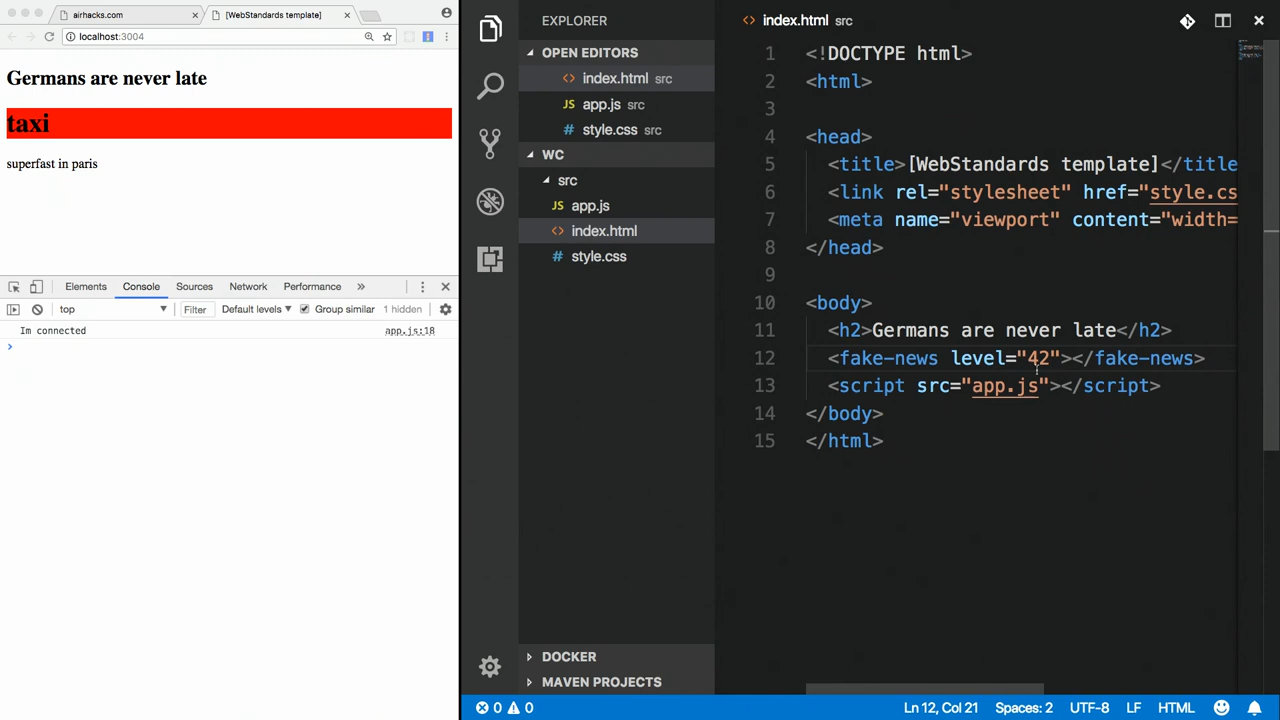 airhacks.com
[WebStandards template]
localhost:3004
Germans are never late
taxi
superfast in paris
Elements Console Sources Network Performance »
top Filter Default levels Group similar 1 hidden
Im connected app.js:18
EXPLORER
OPEN EDITORS
index.html src
app.js src
style.css src
WC
src
app.js
index.html
style.css
DOCKER
MAVEN PROJECTS
index.html src
1 <!DOCTYPE html>
2 <html>
3
4 <head>
5 <title>[WebStandards template]</title
6 <link rel="stylesheet" href="style.cs
7 <meta name="viewport" content="width=
8 </head>
9
10 <body>
11 <h2>Germans are never late</h2>
12 <fake-news level="42"></fake-news>
13 <script src="app.js"></script>
14 </body>
15 </html>
0 0 Ln 12, Col 21 Spaces: 2 UTF-8 LF HTML